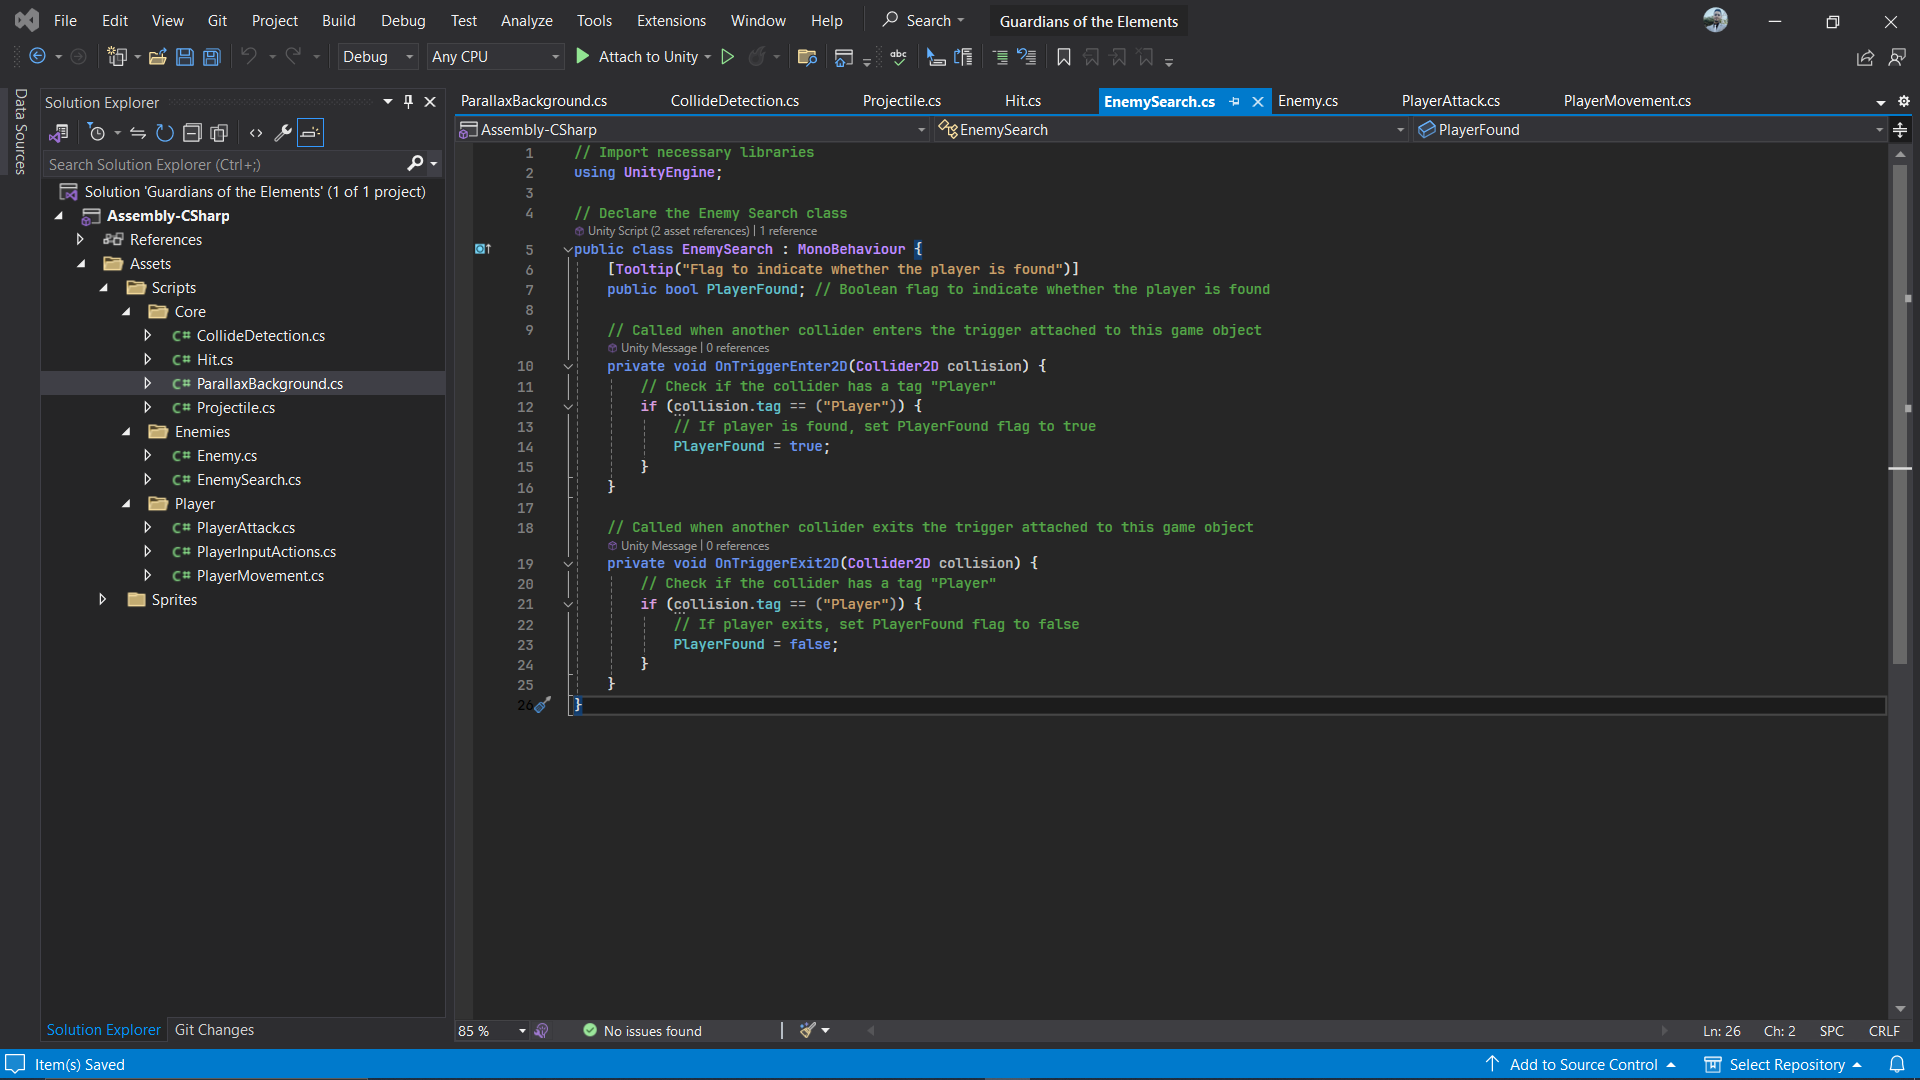 File Edit View Git Project Build Debug Test Analyze Tools Extensions Window Help Search Guardians of the Elements
Debug Any CPU Attach to Unity
Data Sources
Solution Explorer
Search Solution Explorer (Ctrl+;)
Solution 'Guardians of the Elements' (1 of 1 project)
Assembly-CSharp
References
Assets
Scripts
Core
C# CollideDetection.cs
C# Hit.cs
C# ParallaxBackground.cs
C# Projectile.cs
Enemies
C# Enemy.cs
C# EnemySearch.cs
Player
C# PlayerAttack.cs
C# PlayerInputActions.cs
C# PlayerMovement.cs
Sprites
Solution Explorer Git Changes
ParallaxBackground.cs CollideDetection.cs Projectile.cs Hit.cs EnemySearch.cs Enemy.cs PlayerAttack.cs PlayerMovement.cs
Assembly-CSharp EnemySearch PlayerFound
1 // Import necessary libraries
2 using UnityEngine;
3
4 // Declare the Enemy Search class
Unity Script (2 asset references) | 1 reference
5 public class EnemySearch : MonoBehaviour {
6 [Tooltip("Flag to indicate whether the player is found")]
7 public bool PlayerFound; // Boolean flag to indicate whether the player is found
8
9 // Called when another collider enters the trigger attached to this game object
Unity Message | 0 references
10 private void OnTriggerEnter2D(Collider2D collision) {
11 // Check if the collider has a tag "Player"
12 if (collision.tag == ("Player")) {
13 // If player is found, set PlayerFound flag to true
14 PlayerFound = true;
15 }
16 }
17
18 // Called when another collider exits the trigger attached to this game object
Unity Message | 0 references
19 private void OnTriggerExit2D(Collider2D collision) {
20 // Check if the collider has a tag "Player"
21 if (collision.tag == ("Player")) {
22 // If player exits, set PlayerFound flag to false
23 PlayerFound = false;
24 }
25 }
26 }
85 % No issues found Ln: 26 Ch: 2 SPC CRLF
Item(s) Saved Add to Source Control Select Repository